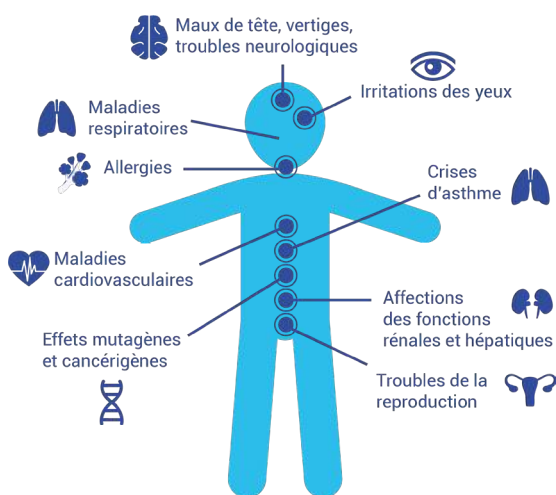 Maux de tête, vertiges,
troubles neurologiques
Irritations des yeux
Maladies
respiratoires
Allergies
Crises
d'asthme
Maladies
cardiovasculaires
Affections
des fonctions
rénales et hépatiques
Effets mutagènes
et cancérigènes
Troubles de la
reproduction